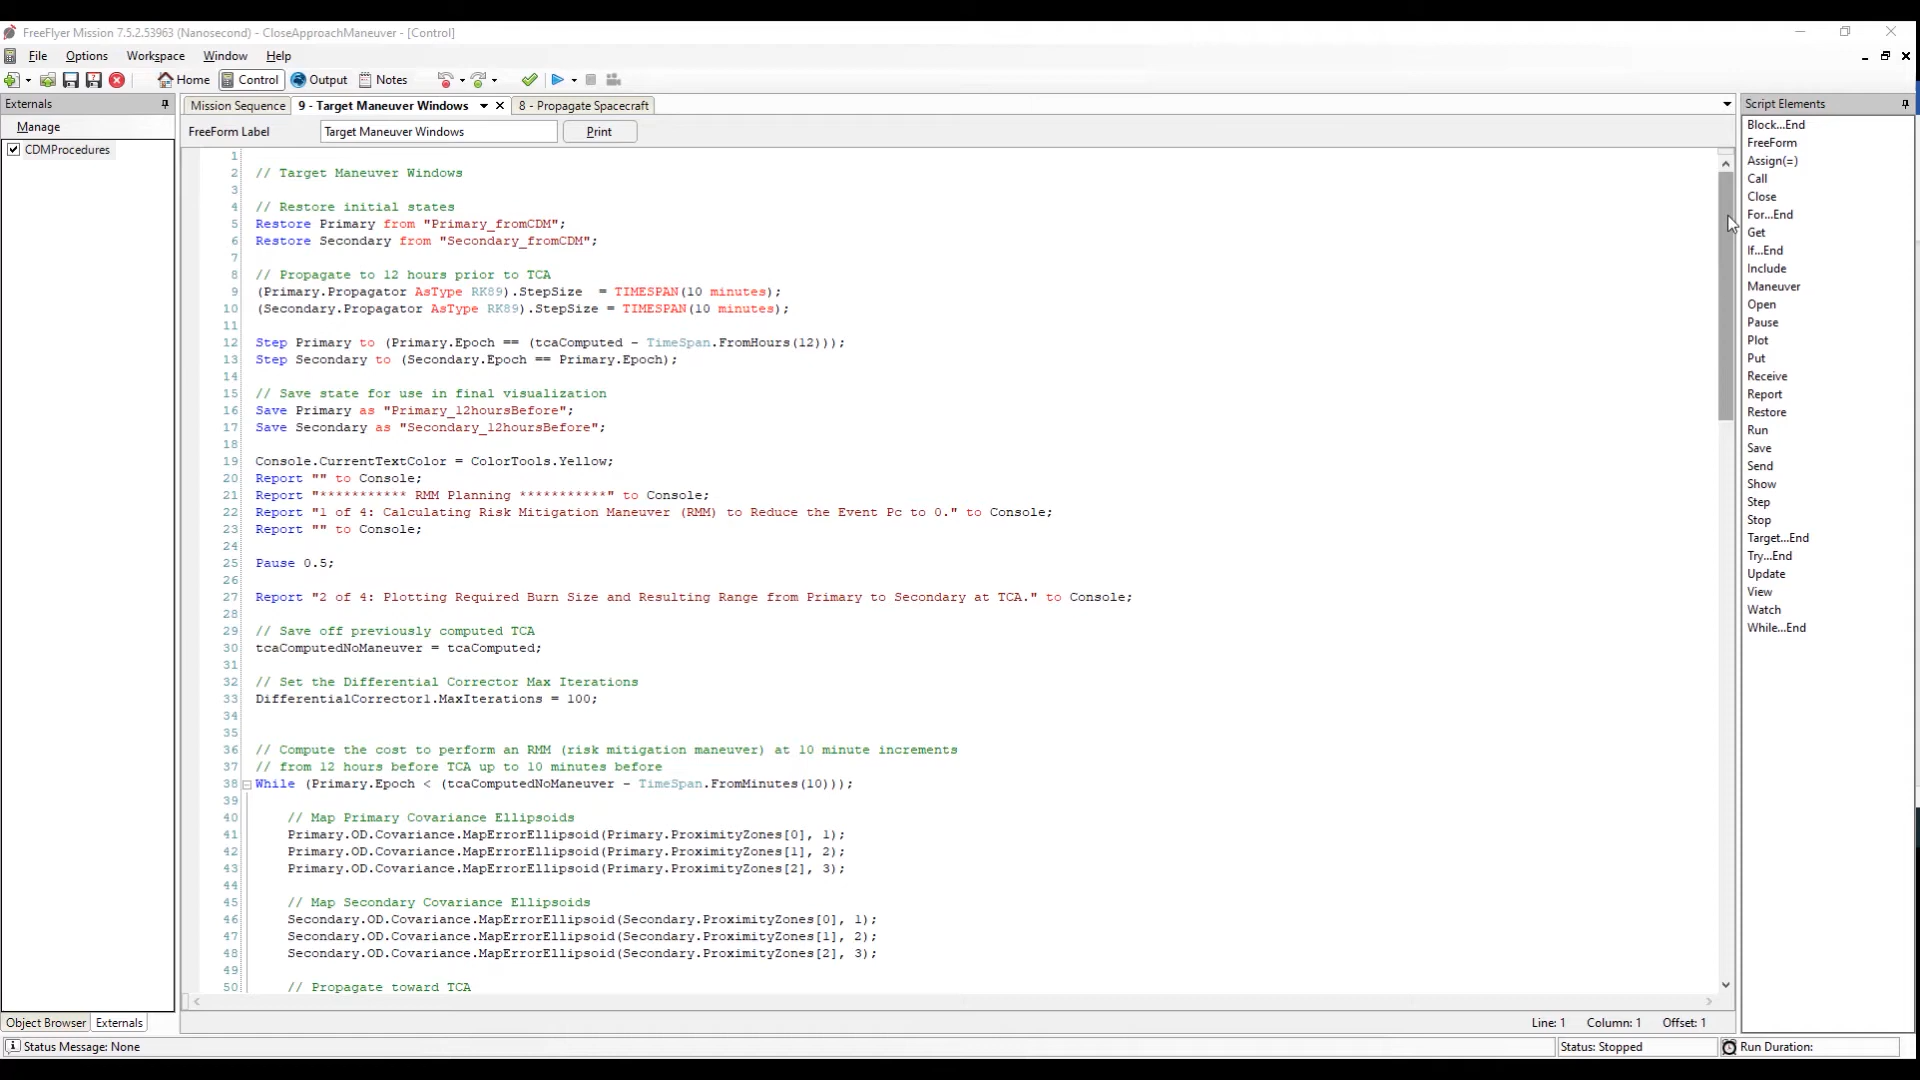 FreeFlyer Mission 7.5.2.53963 (Nanosecond) - CloseApproachManeuver - [Control]
File Options Workspace Window Help
Home Control Output Notes
Externals
Manage
CDMProcedures
Mission Sequence 9 - Target Maneuver Windows 8 - Propagate Spacecraft
FreeForm Label Target Maneuver Windows Print
1
2 // Target Maneuver Windows
3
4 // Restore initial states
5 Restore Primary from "Primary_fromCDM";
6 Restore Secondary from "Secondary_fromCDM";
7
8 // Propagate to 12 hours prior to TCA
9 (Primary.Propagator AsType RK89).StepSize  = TIMESPAN(10 minutes);
10 (Secondary.Propagator AsType RK89).StepSize = TIMESPAN(10 minutes);
11
12 Step Primary to (Primary.Epoch == (tcaComputed - TimeSpan.FromHours(12)));
13 Step Secondary to (Secondary.Epoch == Primary.Epoch);
14
15 // Save state for use in final visualization
16 Save Primary as "Primary_12hoursBefore";
17 Save Secondary as "Secondary_12hoursBefore";
18
19 Console.CurrentTextColor = ColorTools.Yellow;
20 Report "" to Console;
21 Report "*********** RMM Planning ***********" to Console;
22 Report "1 of 4: Calculating Risk Mitigation Maneuver (RMM) to Reduce the Event Pc to 0." to Console;
23 Report "" to Console;
24
25 Pause 0.5;
26
27 Report "2 of 4: Plotting Required Burn Size and Resulting Range from Primary to Secondary at TCA." to Console;
28
29 // Save off previously computed TCA
30 tcaComputedNoManeuver = tcaComputed;
31
32 // Set the Differential Corrector Max Iterations
33 DifferentialCorrector1.MaxIterations = 100;
34
35
36 // Compute the cost to perform an RMM (risk mitigation maneuver) at 10 minute increments
37 // from 12 hours before TCA up to 10 minutes before
38 While (Primary.Epoch < (tcaComputedNoManeuver - TimeSpan.FromMinutes(10)));
39
40 // Map Primary Covariance Ellipsoids
41 Primary.OD.Covariance.MapErrorEllipsoid(Primary.ProximityZones[0], 1);
42 Primary.OD.Covariance.MapErrorEllipsoid(Primary.ProximityZones[1], 2);
43 Primary.OD.Covariance.MapErrorEllipsoid(Primary.ProximityZones[2], 3);
44
45 // Map Secondary Covariance Ellipsoids
46 Secondary.OD.Covariance.MapErrorEllipsoid(Secondary.ProximityZones[0], 1);
47 Secondary.OD.Covariance.MapErrorEllipsoid(Secondary.ProximityZones[1], 2);
48 Secondary.OD.Covariance.MapErrorEllipsoid(Secondary.ProximityZones[2], 3);
49
50 // Propagate toward TCA
Script Elements
Block...End
FreeForm
Assign(=)
Call
Close
For...End
Get
If...End
Include
Maneuver
Open
Pause
Plot
Put
Receive
Report
Restore
Run
Save
Send
Show
Step
Stop
Target...End
Try...End
Update
View
Watch
While...End
Object Browser Externals
Line: 1 Column: 1 Offset: 1
Status Message: None Status: Stopped Run Duration: